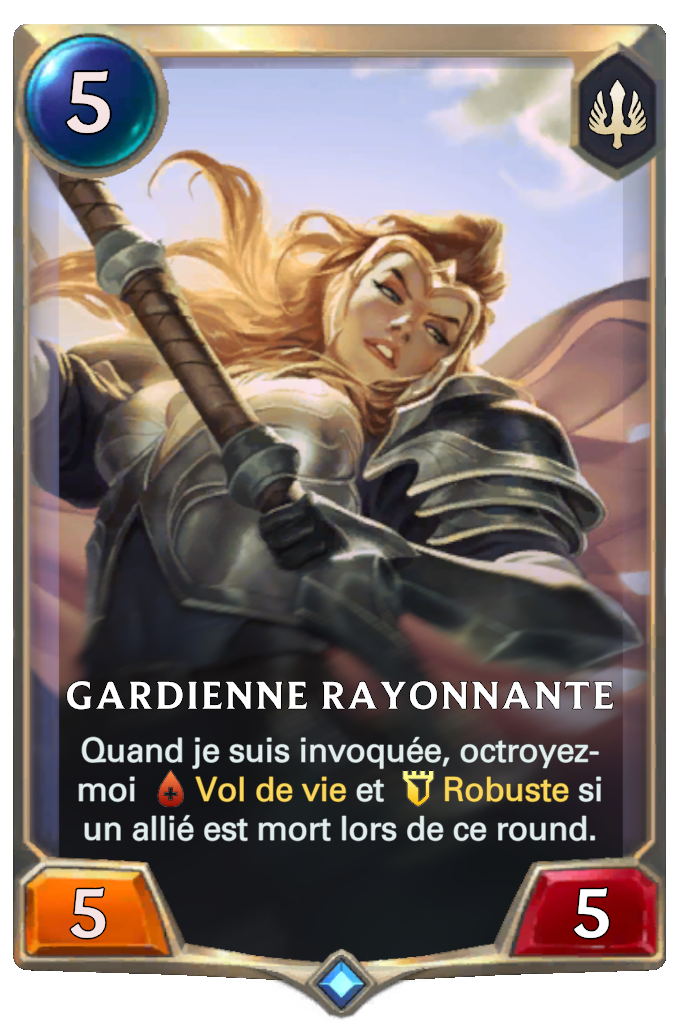 5
GARDIENNE RAYONNANTE
Quand je suis invoquée, octroyez-
moi Vol de vie et Robuste si
un allié est mort lors de ce round.
5 5